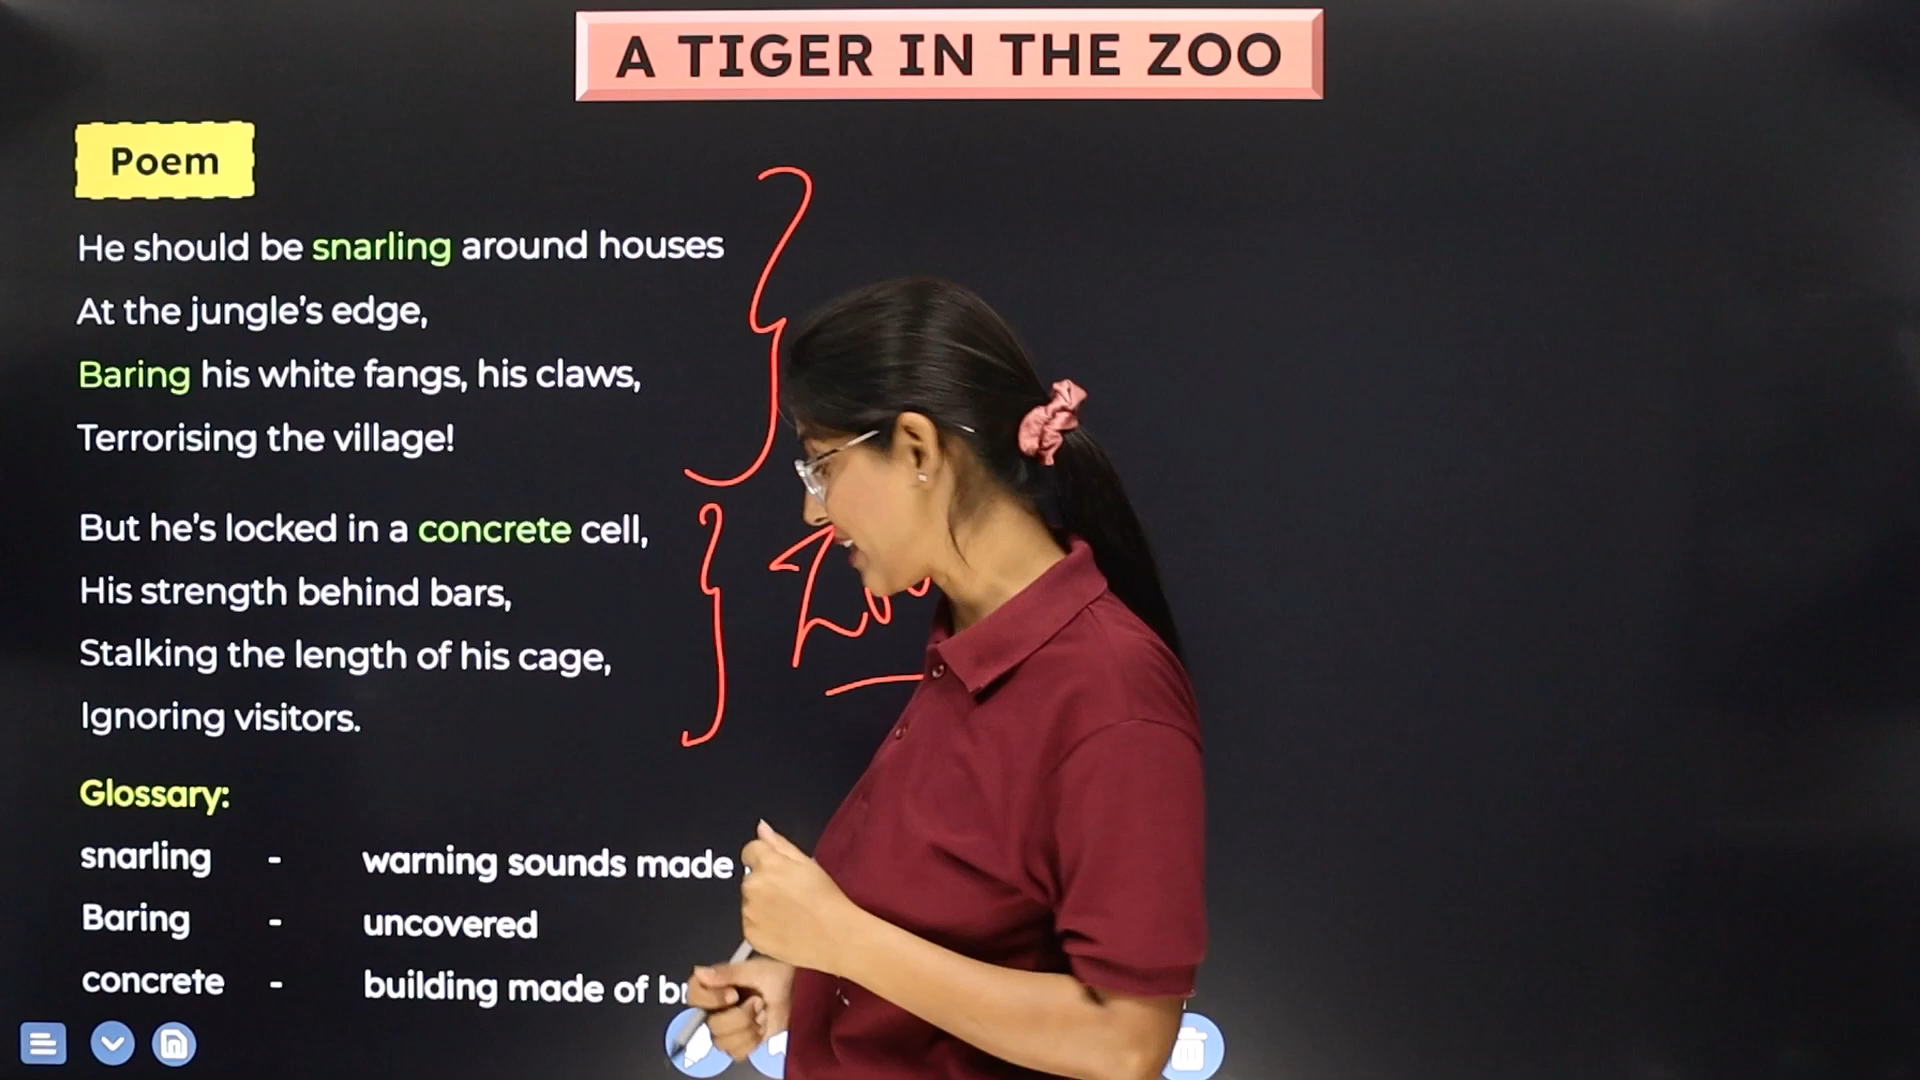 A TIGER IN THE ZOO
Poem
He should be snarling around houses
At the jungle's edge,
Baring his white fangs, his claws,
Terrorising the village!
But he's locked in a concrete cell,
His strength behind bars,
Stalking the length of his cage,
Ignoring visitors.
Glossary:
snarling - warning sounds made
Baring - uncovered
concrete - building made of